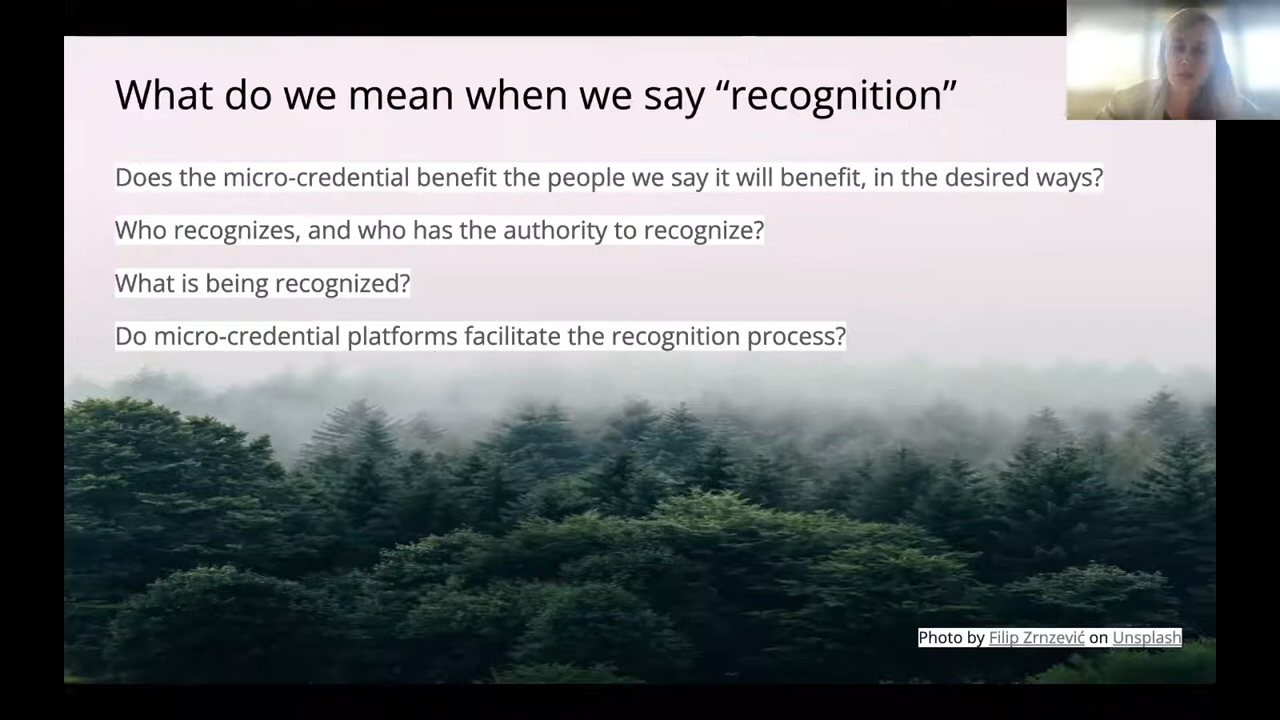 What do we mean when we say “recognition”
Does the micro-credential benefit the people we say it will benefit, in the desired ways?
Who recognizes, and who has the authority to recognize?
What is being recognized?
Do micro-credential platforms facilitate the recognition process?
Photo by Filip Zrnzević on Unsplash